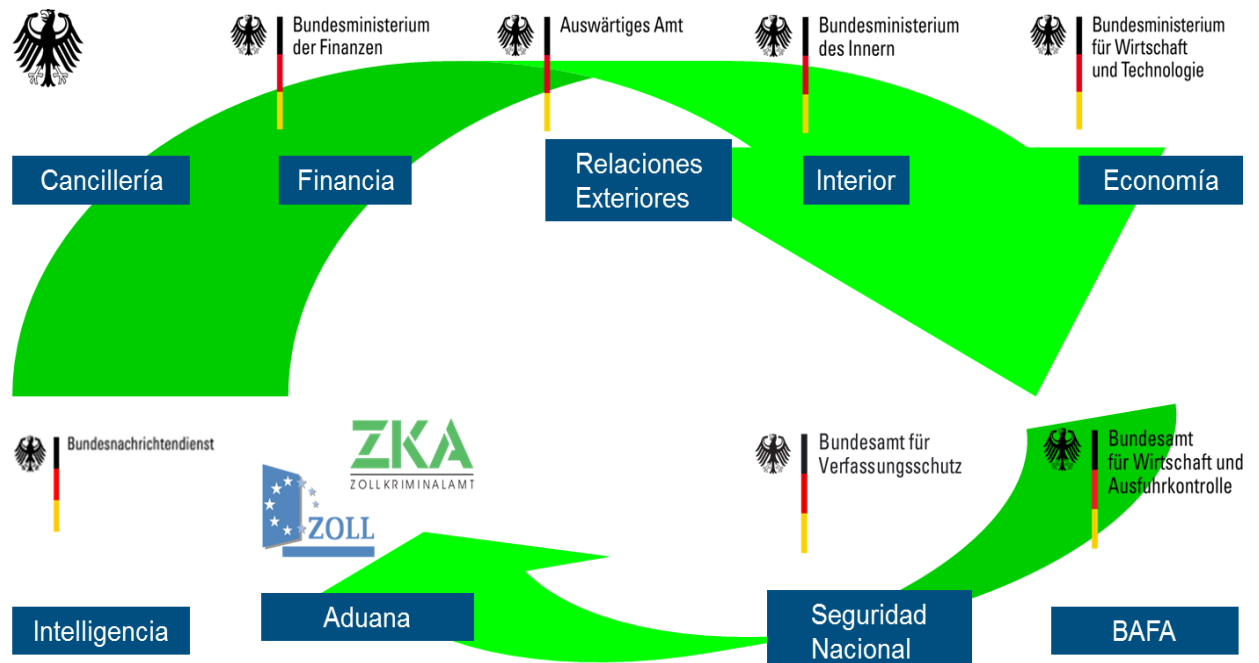 Bundesministerium
der Finanzen
Auswärtiges Amt
Bundesministerium
des Innern
Bundesministerium
für Wirtschaft
und Technologie
Cancillería
Financia
Relaciones
Exteriores
Interior
Economía
Bundesnachrichtendienst
ZKA
ZOLLKRIMINALAMT
ZOLL
Bundesamt für
Verfassungsschutz
Bundesamt
für Wirtschaft und
Ausfuhrkontrolle
Intelligencia
Aduana
Seguridad
Nacional
BAFA